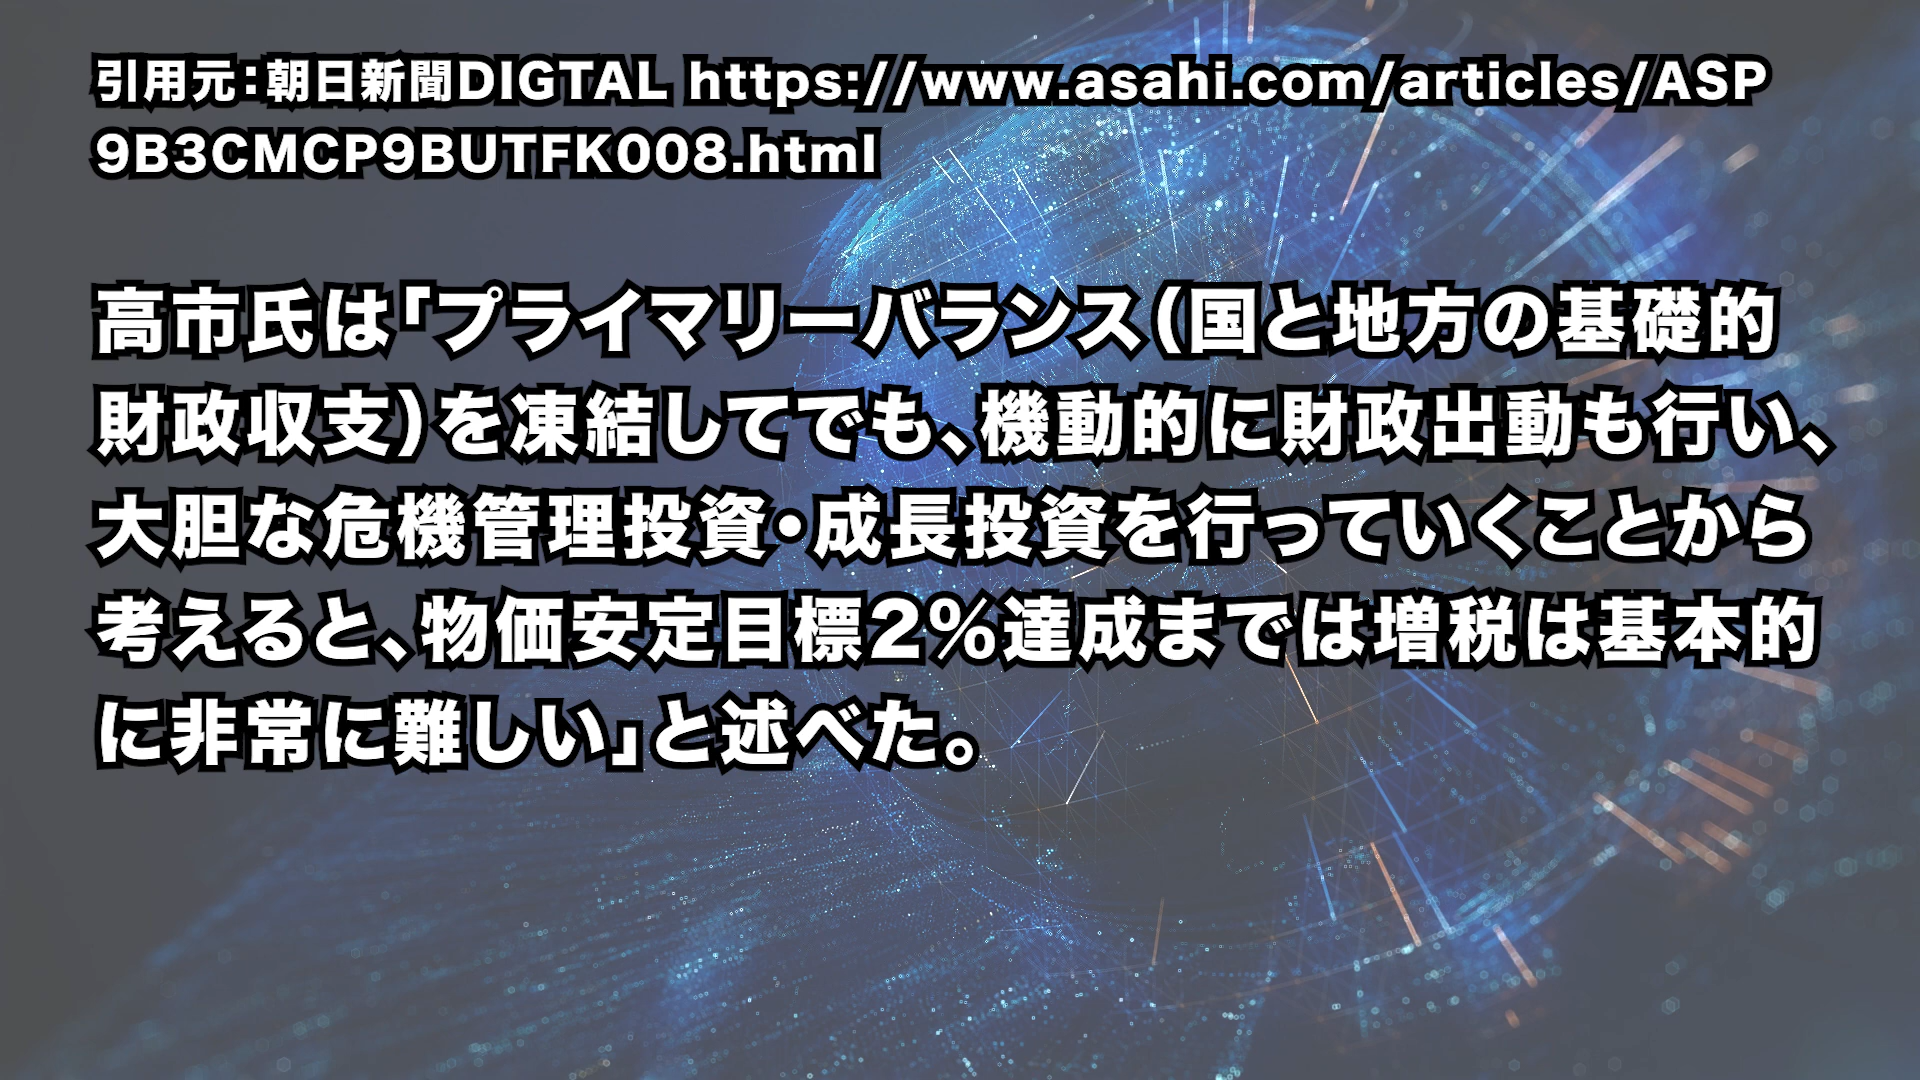 引用元：朝日新聞DIGTAL https://www.asahi.com/articles/ASP
9B3CMCP9BUTFK008.html
高市氏は「プライマリーバランス（国と地方の基礎的
財政収支）を凍結してでも、機動的に財政出動も行い、
大胆な危機管理投資・成長投資を行っていくことから
考えると、物価安定目標２％達成までは増税は基本的
に非常に難しい」と述べた。